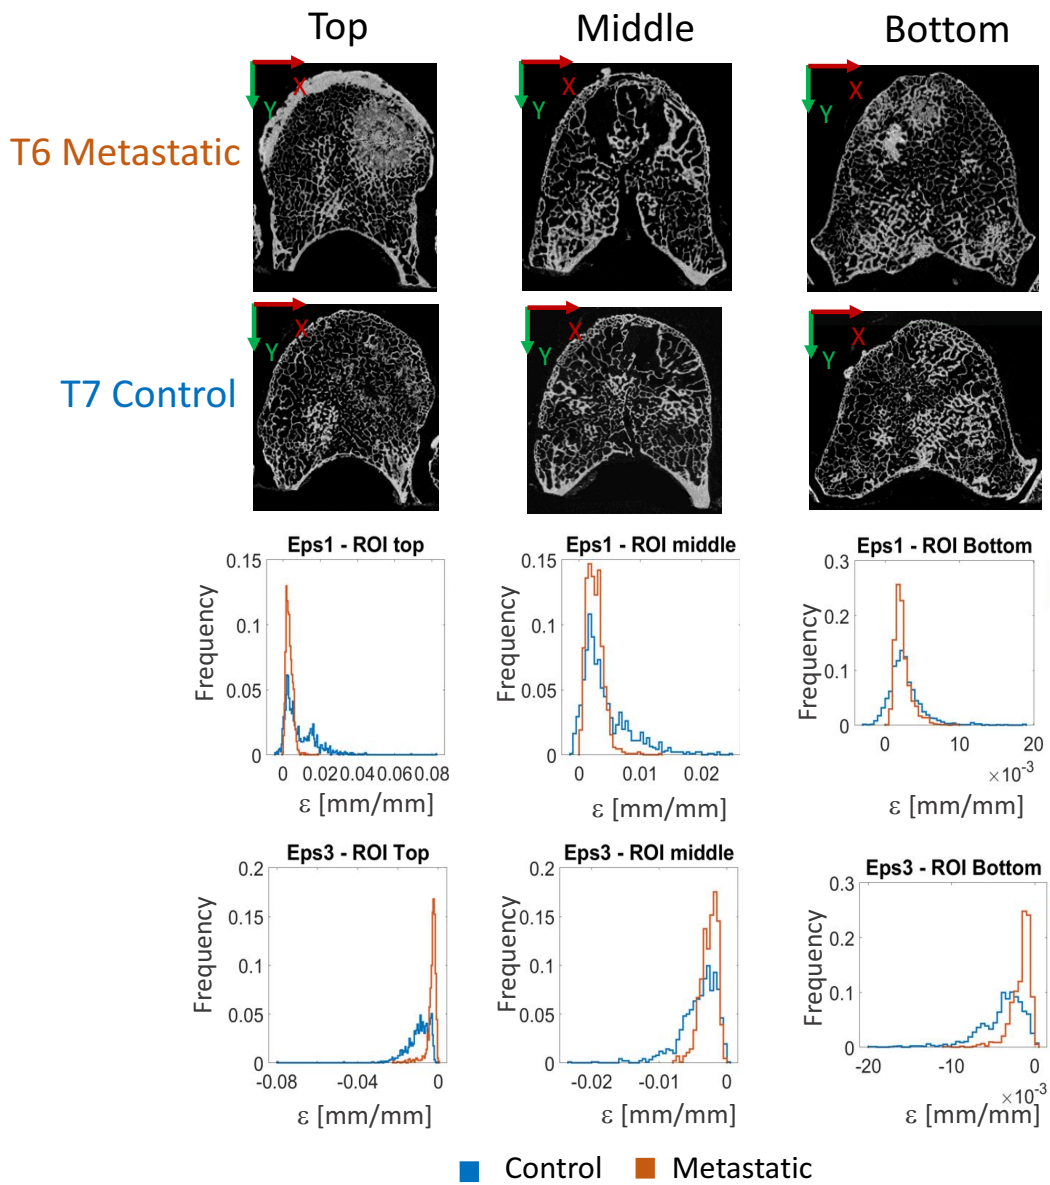 Top Middle Bottom
X X X
Y Y Y
T6 Metastatic
X X X
Y Y Y
T7 Control
Eps1 - ROI top Eps1 - ROI middle Eps1 - ROI Bottom
0.15 0.15 0.3
0.1 0.1 0.2
0.05 0.05 0.1
0 0 0
Frequency Frequency Frequency
0 0.02 0.04 0.06 0.08 0 0.01 0.02 0 10 20
×10⁻³
ε [mm/mm] ε [mm/mm] ε [mm/mm]
Eps3 - ROI Top Eps3 - ROI middle Eps3 - ROI Bottom
0.2 0.2 0.3
0.15 0.15 0.2
0.1 0.1 0.1
0.05 0.05 0
0 0
Frequency Frequency Frequency
-0.08 -0.04 0 -0.02 -0.01 0 -20 -10 0
×10⁻³
ε [mm/mm] ε [mm/mm] ε [mm/mm]
Control Metastatic